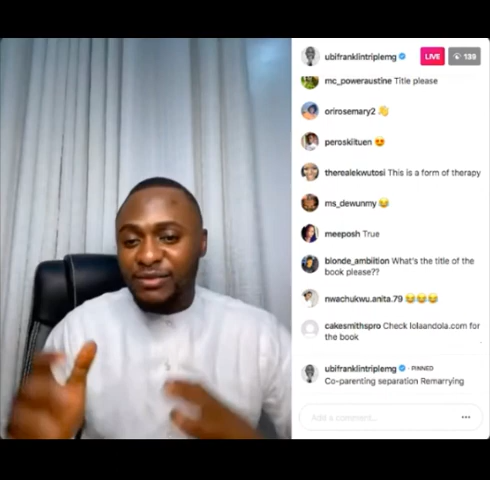 ubifranklintriplemg
LIVE
139
mc_poweraustine Title please
orirosemary2
peroskiituen
therealekwutosi This is a form of therapy
ms_dewunmy
meeposh True
blonde_ambiition What's the title of the
book please??
nwachukwu.anita.79
cakesmithspro Check lolaandola.com for
the book
ubifranklintriplemg • PINNED
Co-parenting separation Remarrying
Add a comment...